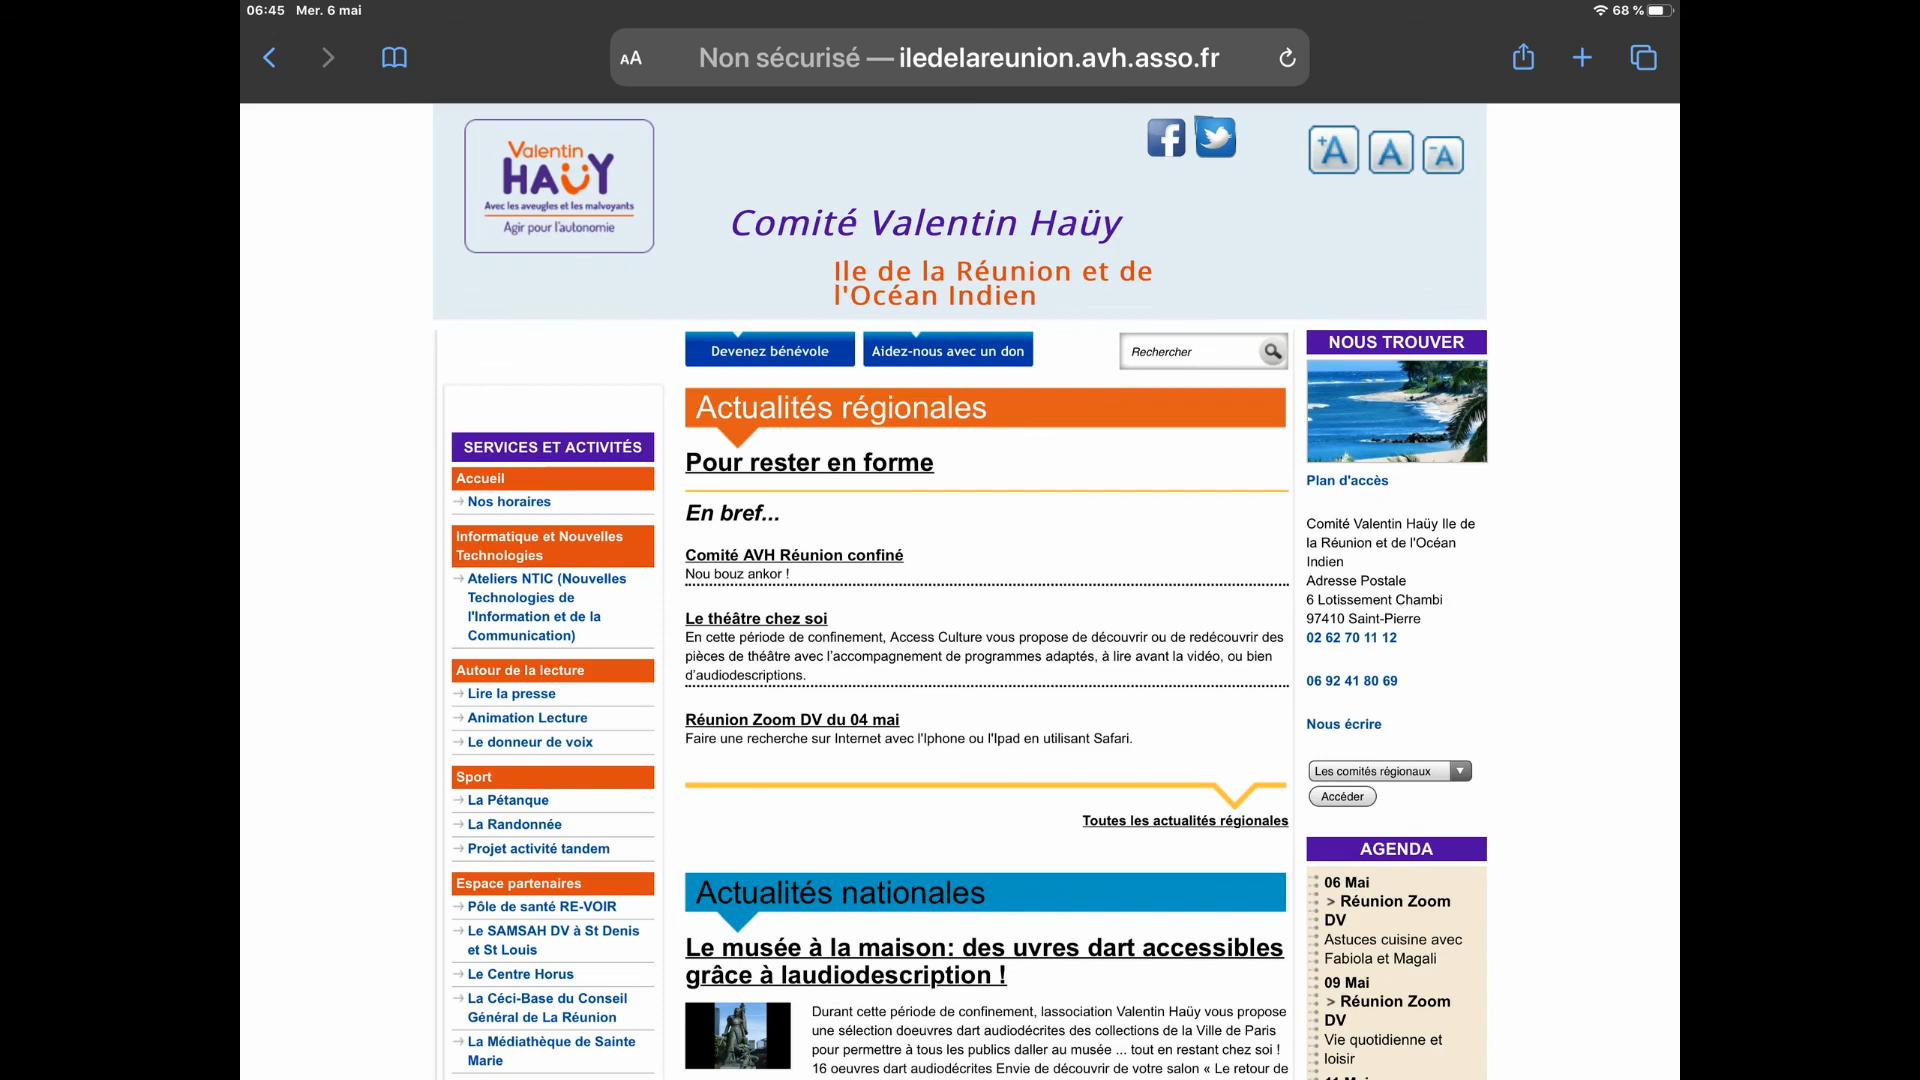 06:45 Mer. 6 mai
68 %
AA Non sécurisé — iledelareunion.avh.asso.fr
Valentin
HAÜY
Avec les aveugles et les malvoyants
Agir pour l'autonomie
+A A -A
Comité Valentin Haüy
Ile de la Réunion et de
l'Océan Indien
Devenez bénévole
Aidez-nous avec un don
Rechercher
SERVICES ET ACTIVITÉS
Accueil
Nos horaires
Informatique et Nouvelles
Technologies
Ateliers NTIC (Nouvelles
Technologies de
l'Information et de la
Communication)
Autour de la lecture
Lire la presse
Animation Lecture
Le donneur de voix
Sport
La Pétanque
La Randonnée
Projet activité tandem
Espace partenaires
Pôle de santé RE-VOIR
Le SAMSAH DV à St Denis
et St Louis
Le Centre Horus
La Céci-Base du Conseil
Général de La Réunion
La Médiathèque de Sainte
Marie
Actualités régionales
Pour rester en forme
En bref...
Comité AVH Réunion confiné
Nou bouz ankor !
Le théâtre chez soi
En cette période de confinement, Access Culture vous propose de découvrir ou de redécouvrir des
pièces de théâtre avec l'accompagnement de programmes adaptés, à lire avant la vidéo, ou bien
d'audiodescriptions.
Réunion Zoom DV du 04 mai
Faire une recherche sur Internet avec l'Iphone ou l'Ipad en utilisant Safari.
Toutes les actualités régionales
Actualités nationales
Le musée à la maison: des uvres dart accessibles
grâce à laudiodescription !
Durant cette période de confinement, lassociation Valentin Haüy vous propose
une sélection doeuvres dart audiodécrites des collections de la Ville de Paris
pour permettre à tous les publics daller au musée ... tout en restant chez soi !
16 oeuvres dart audiodécrites Envie de découvrir de votre salon « Le retour de
NOUS TROUVER
Plan d'accès
Comité Valentin Haüy Ile de
la Réunion et de l'Océan
Indien
Adresse Postale
6 Lotissement Chambi
97410 Saint-Pierre
02 62 70 11 12
06 92 41 80 69
Nous écrire
Les comités régionaux
Accéder
AGENDA
06 Mai
> Réunion Zoom
DV
Astuces cuisine avec
Fabiola et Magali
09 Mai
> Réunion Zoom
DV
Vie quotidienne et
loisir
11 Mai